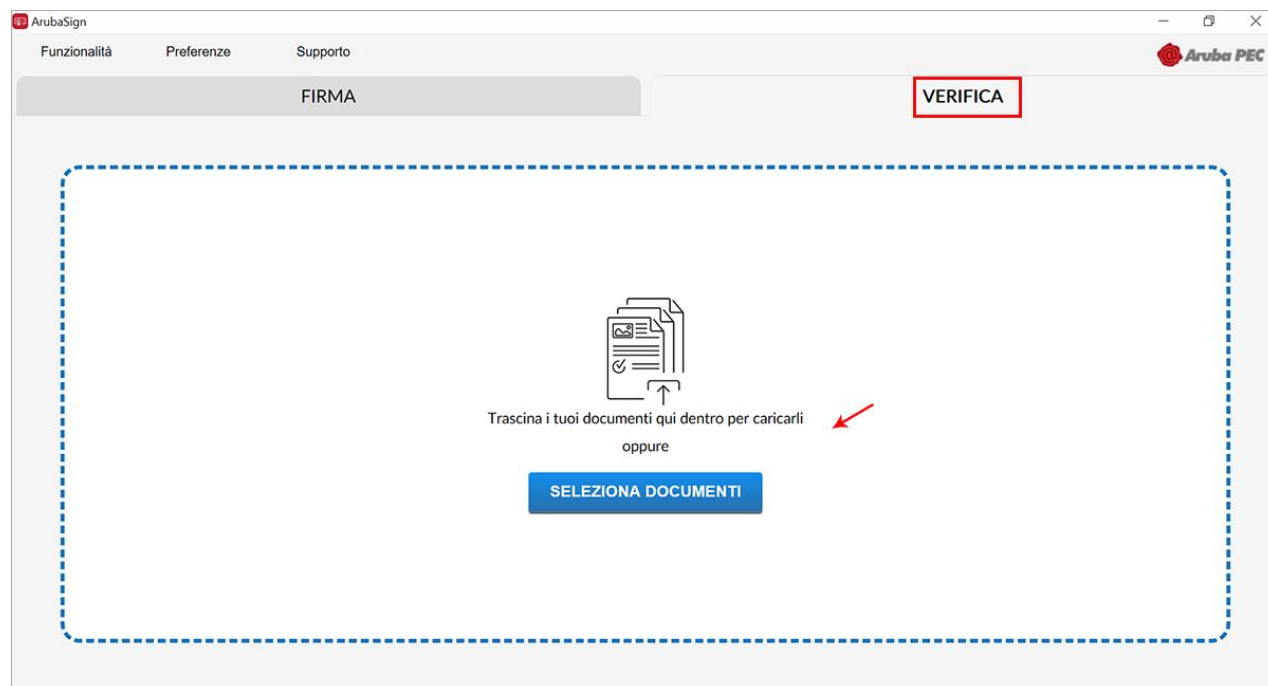 ArubaSign
Funzionalità Preferenze Supporto
Aruba PEC
FIRMA VERIFICA
Trascina i tuoi documenti qui dentro per caricarli
oppure
SELEZIONA DOCUMENTI